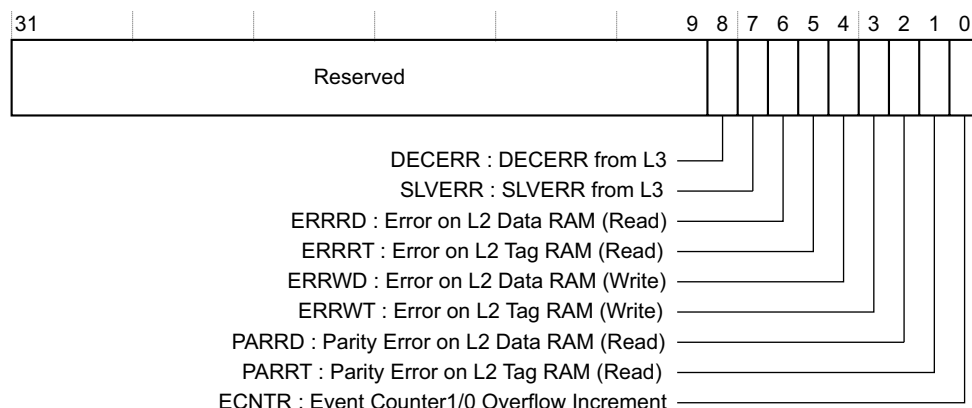 31 9 8 7 6 5 4 3 2 1 0
Reserved
DECERR : DECERR from L3
SLVERR : SLVERR from L3
ERRRD : Error on L2 Data RAM (Read)
ERRRT : Error on L2 Tag RAM (Read)
ERRWD : Error on L2 Data RAM (Write)
ERRWT : Error on L2 Tag RAM (Write)
PARRD : Parity Error on L2 Data RAM (Read)
PARRT : Parity Error on L2 Tag RAM (Read)
ECNTR : Event Counter1/0 Overflow Increment